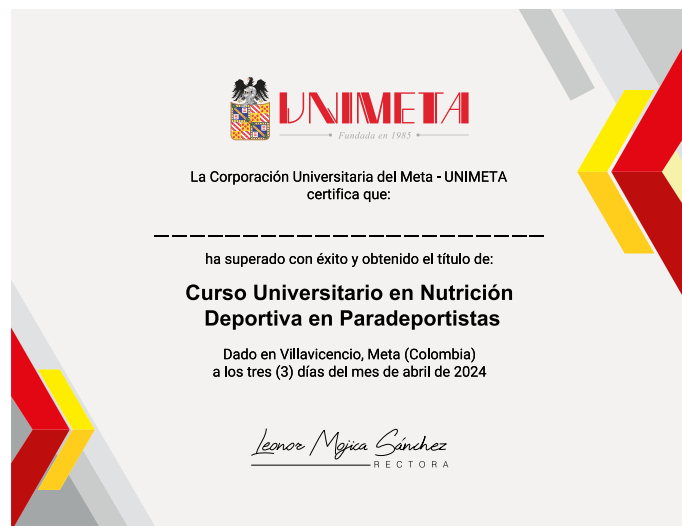 UNIMETA
Fundada en 1985
La Corporación Universitaria del Meta - UNIMETA
certifica que:
ha superado con éxito y obtenido el título de:
Curso Universitario en Nutrición
Deportiva en Paradeportistas
Dado en Villavicencio, Meta (Colombia)
a los tres (3) días del mes de abril de 2024
Leonor Mojica Sánchez
RECTORA